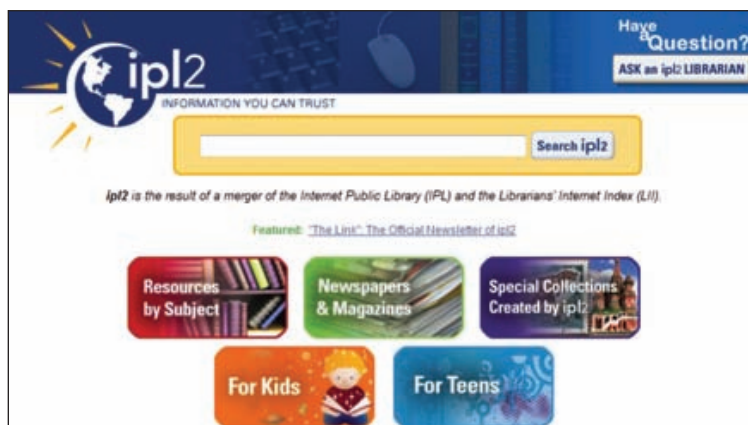 Have
a
Question?
ASK an ipl2 LIBRARIAN
ipl2
INFORMATION YOU CAN TRUST
Search ipl2
ipl2 is the result of a merger of the Internet Public Library (IPL) and the Librarians' Internet Index (LII).
Featured: "The Link": The Official Newsletter of ipl2
Resources
by Subject
Newspapers
& Magazines
Special Collections
Created by ipl2
For Kids
For Teens